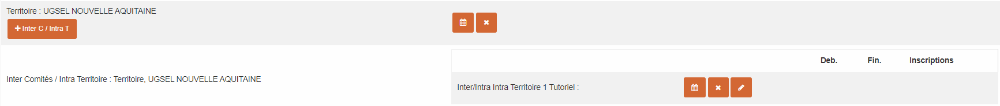 Territoire : UGSEL NOUVELLE AQUITAINE
Inter C / Intra T
Deb. Fin. Inscriptions
Inter Comités / Intra Territoire : Territoire, UGSEL NOUVELLE AQUITAINE
Inter/Intra Intra Territoire 1 Tutoriel :